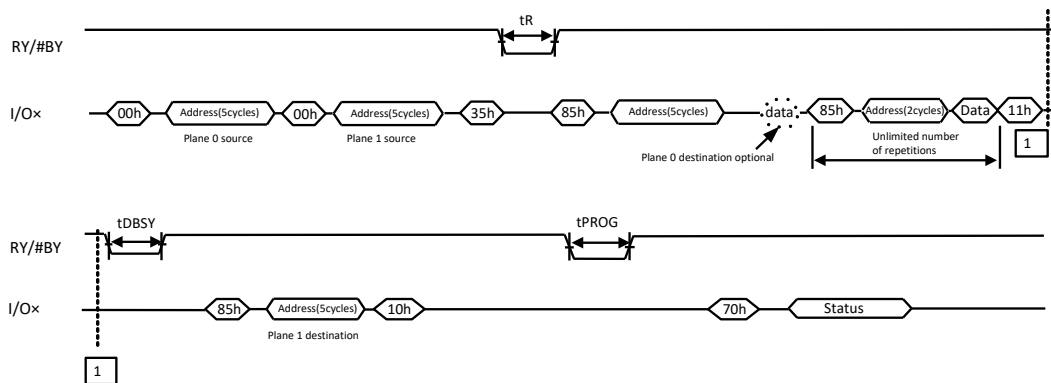 tR
RY/#BY
I/O×
00h Address(5cycles) 00h Address(5cycles) 35h 85h Address(5cycles) data 85h Address(2cycles) Data 11h
Plane 0 source Plane 1 source
Plane 0 destination optional
Unlimited number
of repetitions
1
tDBSY tPROG
RY/#BY
I/O×
85h Address(5cycles) 10h 70h Status
Plane 1 destination
1